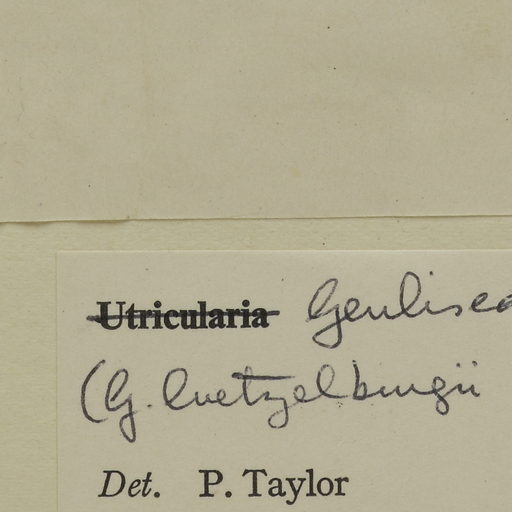 Utricularia Genlisea
(G. luetzelburgii
Det. P. Taylor